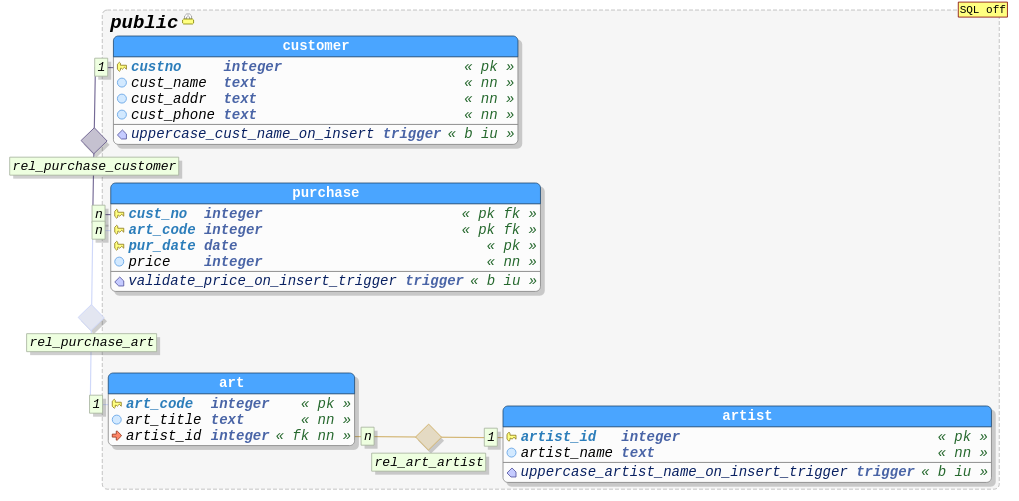 SQL off
public
customer
1
custno integer « pk »
cust_name text « nn »
cust_addr text « nn »
cust_phone text « nn »
uppercase_cust_name_on_insert trigger « b iu »
rel_purchase_customer
purchase
n
cust_no integer « pk fk »
n
art_code integer « pk fk »
pur_date date « pk »
price integer « nn »
validate_price_on_insert_trigger trigger « b iu »
rel_purchase_art
art
1
art_code integer « pk »
art_title text « nn »
artist_id integer « fk nn »
n
rel_art_artist
1
artist
artist_id integer « pk »
artist_name text « nn »
uppercase_artist_name_on_insert_trigger trigger « b iu »